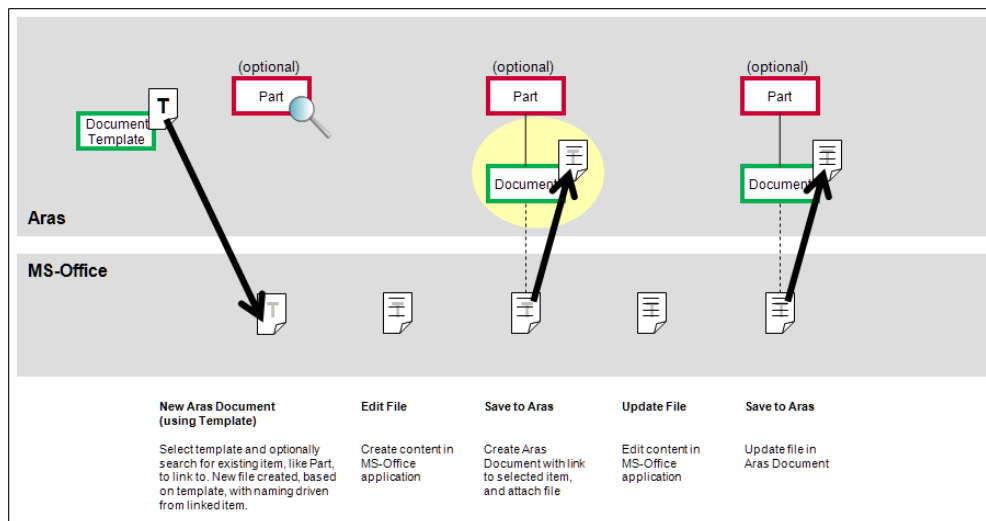 (optional)
(optional)
(optional)
Part
Part
Part
T
Document
Template
T
Document
T
Document
Aras
MS-Office
T
T
T
T
T
New Aras Document
(using Template)
Edit File
Save to Aras
Update File
Save to Aras
Select template and optionally
search for existing item, like Part,
to link to. New file created, based
on template, with naming driven
from linked item.
Create content in
MS-Office
application
Create Aras
Document with link
to selected item,
and attach file
Edit content in
MS-Office
application
Update file in
Aras Document